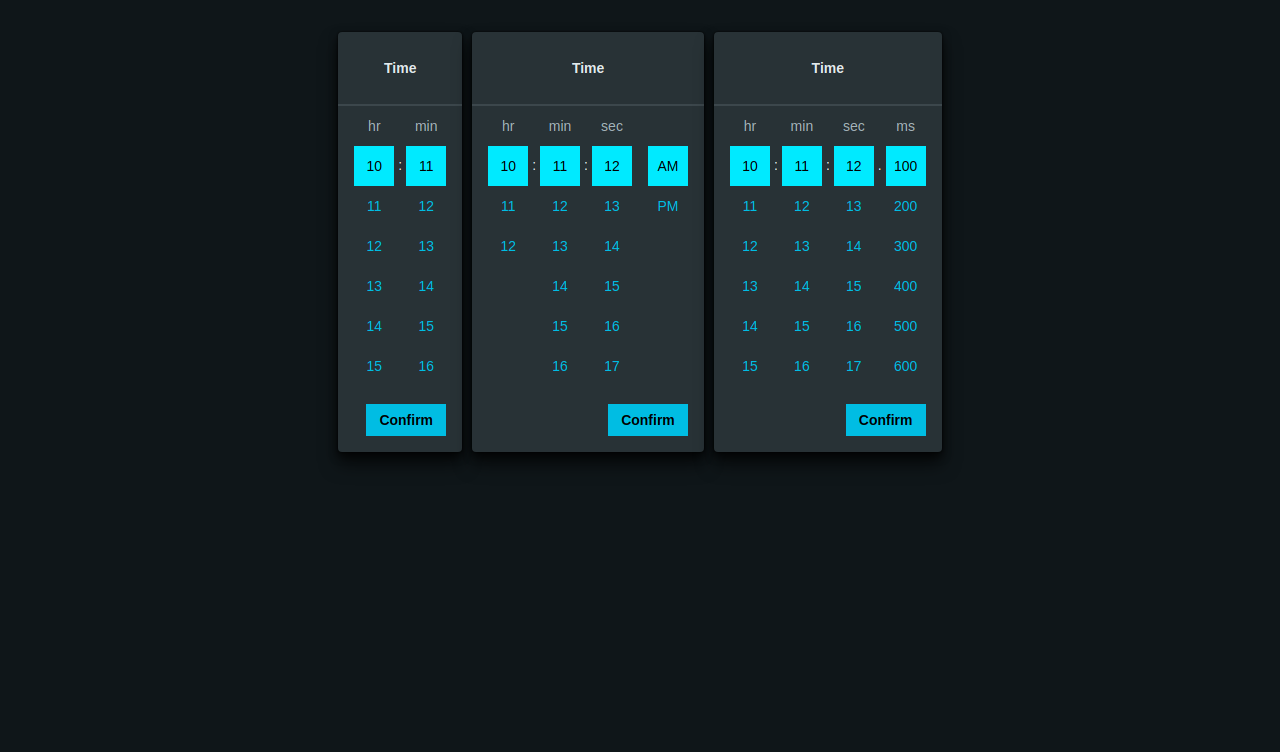 Time
hr min
10 : 11
11 12
12 13
13 14
14 15
15 16
Confirm
Time
hr min sec
10 : 11 : 12 AM
11 12 13 PM
12 13 14
14 15
15 16
16 17
Confirm
Time
hr min sec ms
10 : 11 : 12 . 100
11 12 13 200
12 13 14 300
13 14 15 400
14 15 16 500
15 16 17 600
Confirm